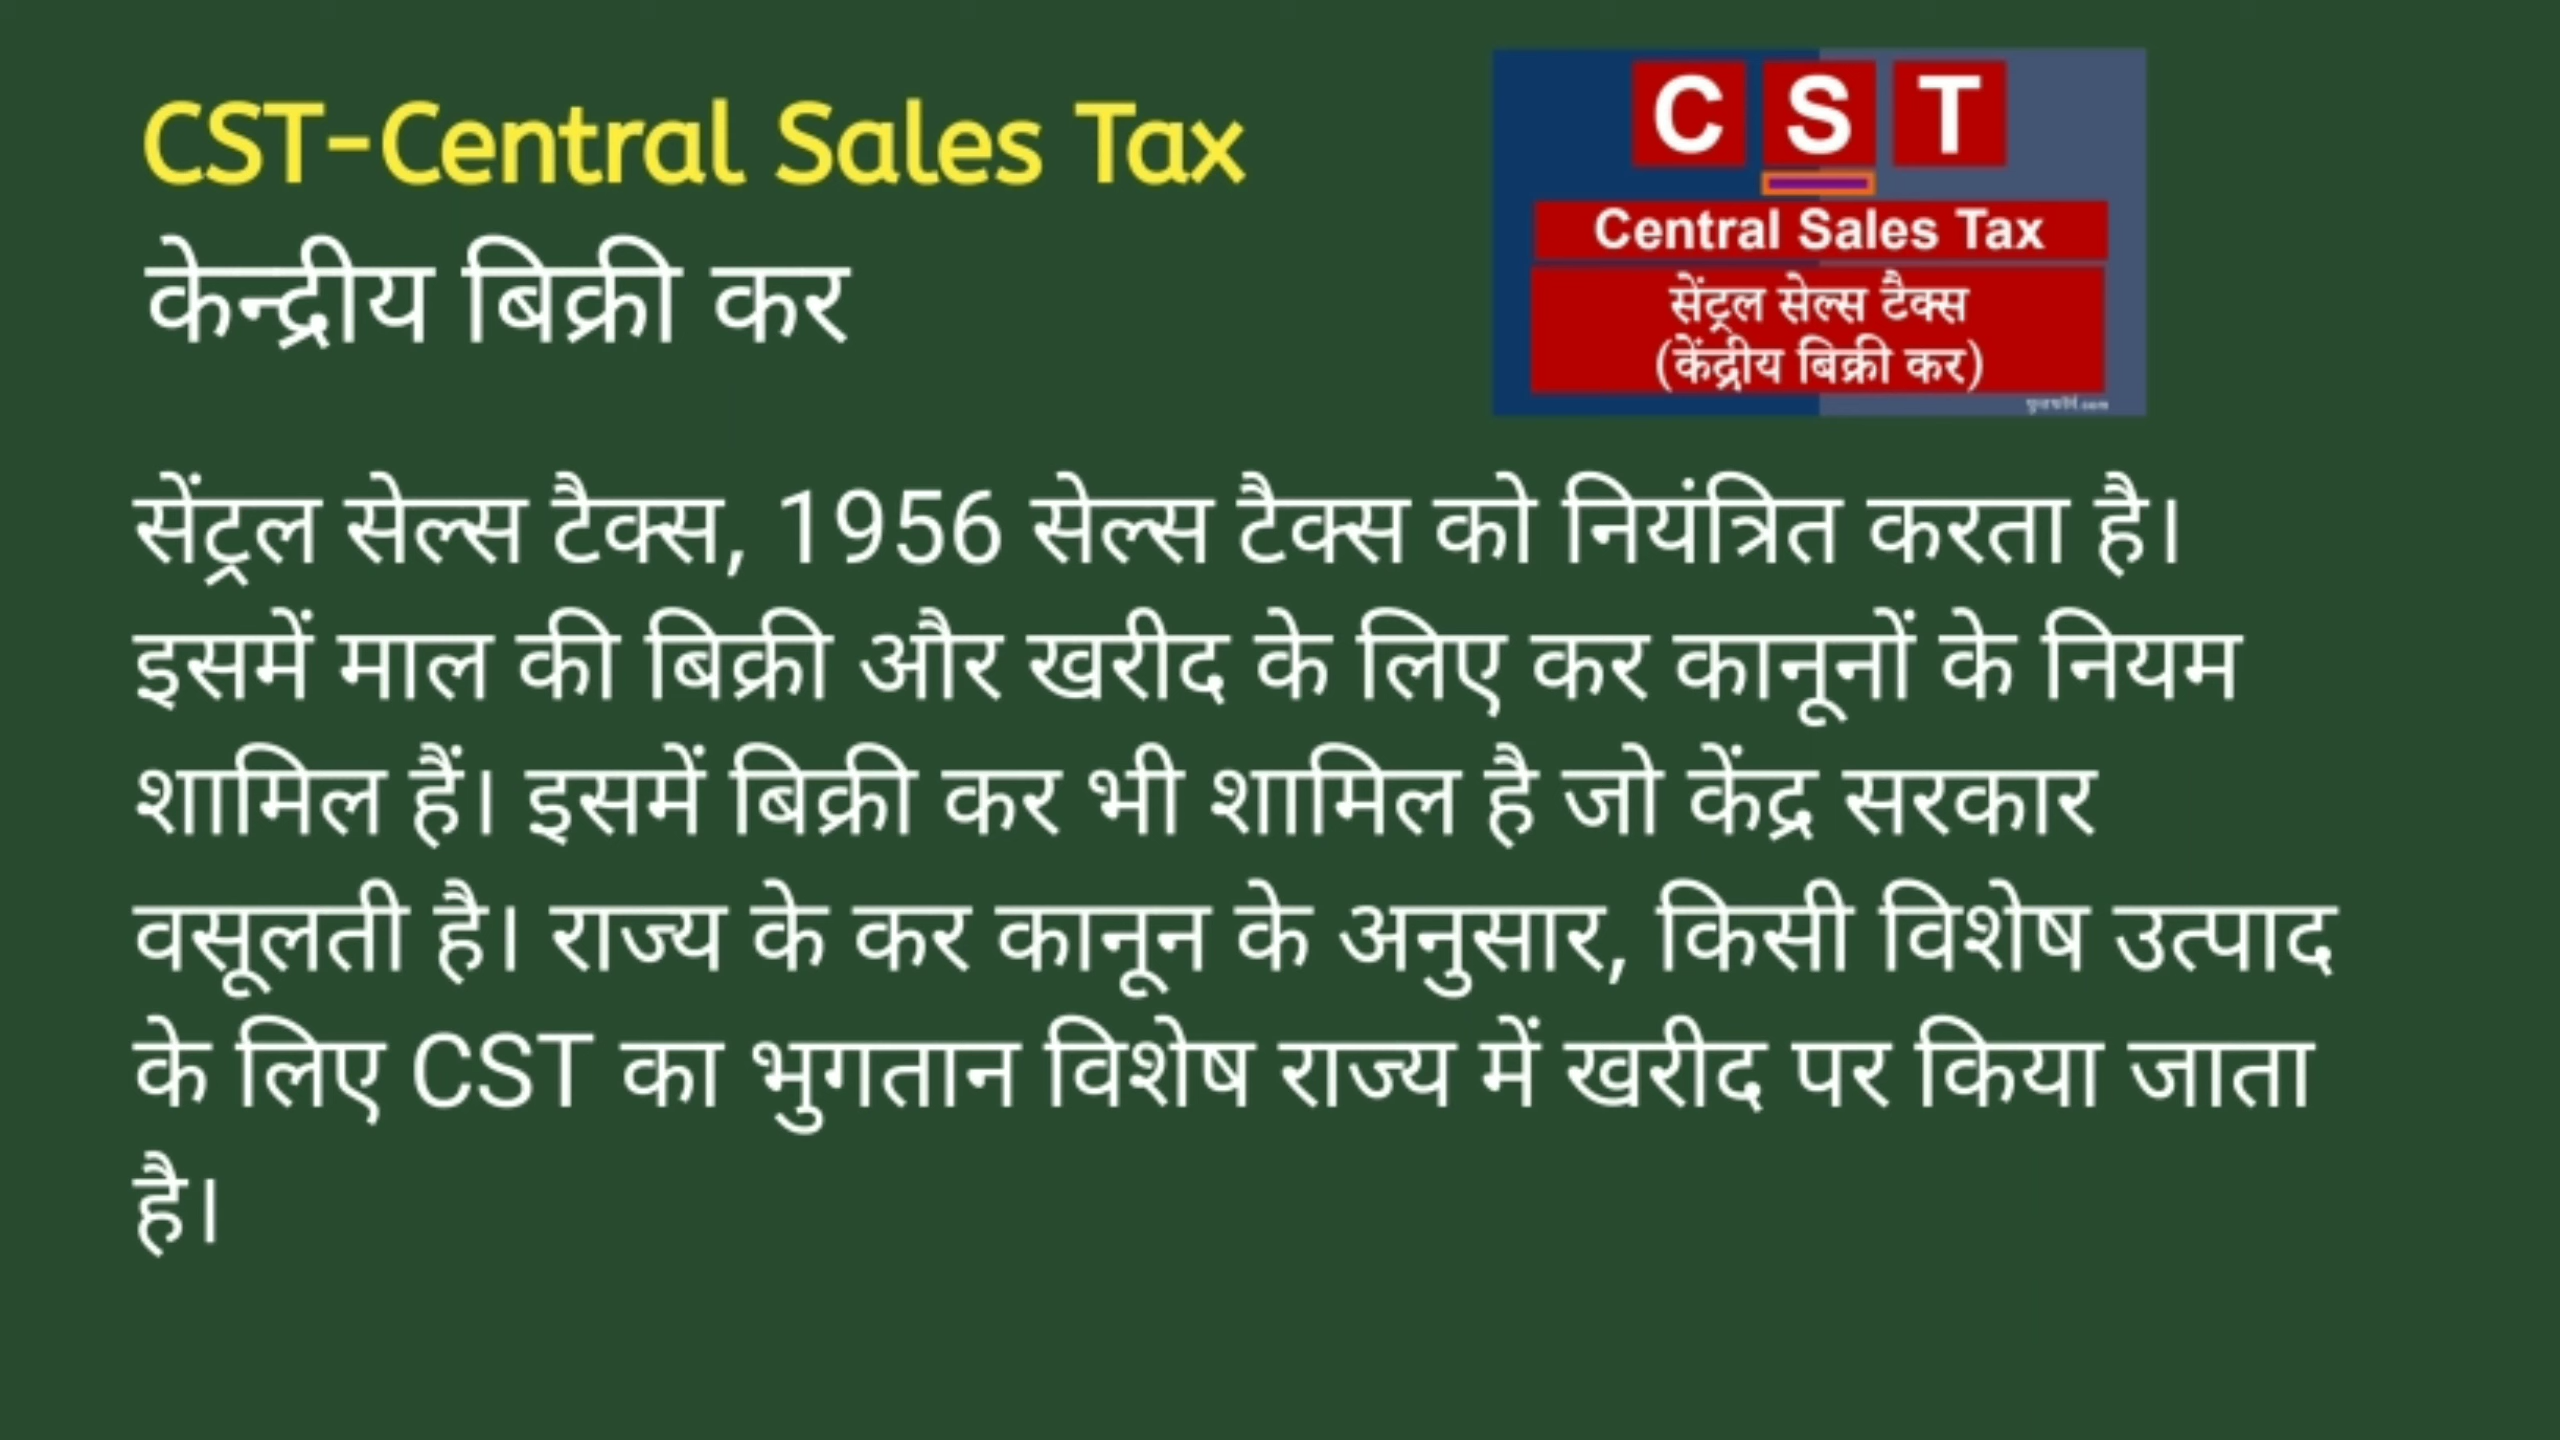 CST-Central Sales Tax
केन्द्रीय बिक्री कर
C S T
Central Sales Tax
सेंट्रल सेल्स टैक्स
(केंद्रीय बिक्री कर)
सेंट्रल सेल्स टैक्स, 1956 सेल्स टैक्स को नियंत्रित करता है।
इसमें माल की बिक्री और खरीद के लिए कर कानूनों के नियम
शामिल हैं। इसमें बिक्री कर भी शामिल है जो केंद्र सरकार
वसूलती है। राज्य के कर कानून के अनुसार, किसी विशेष उत्पाद
के लिए CST का भुगतान विशेष राज्य में खरीद पर किया जाता
है।